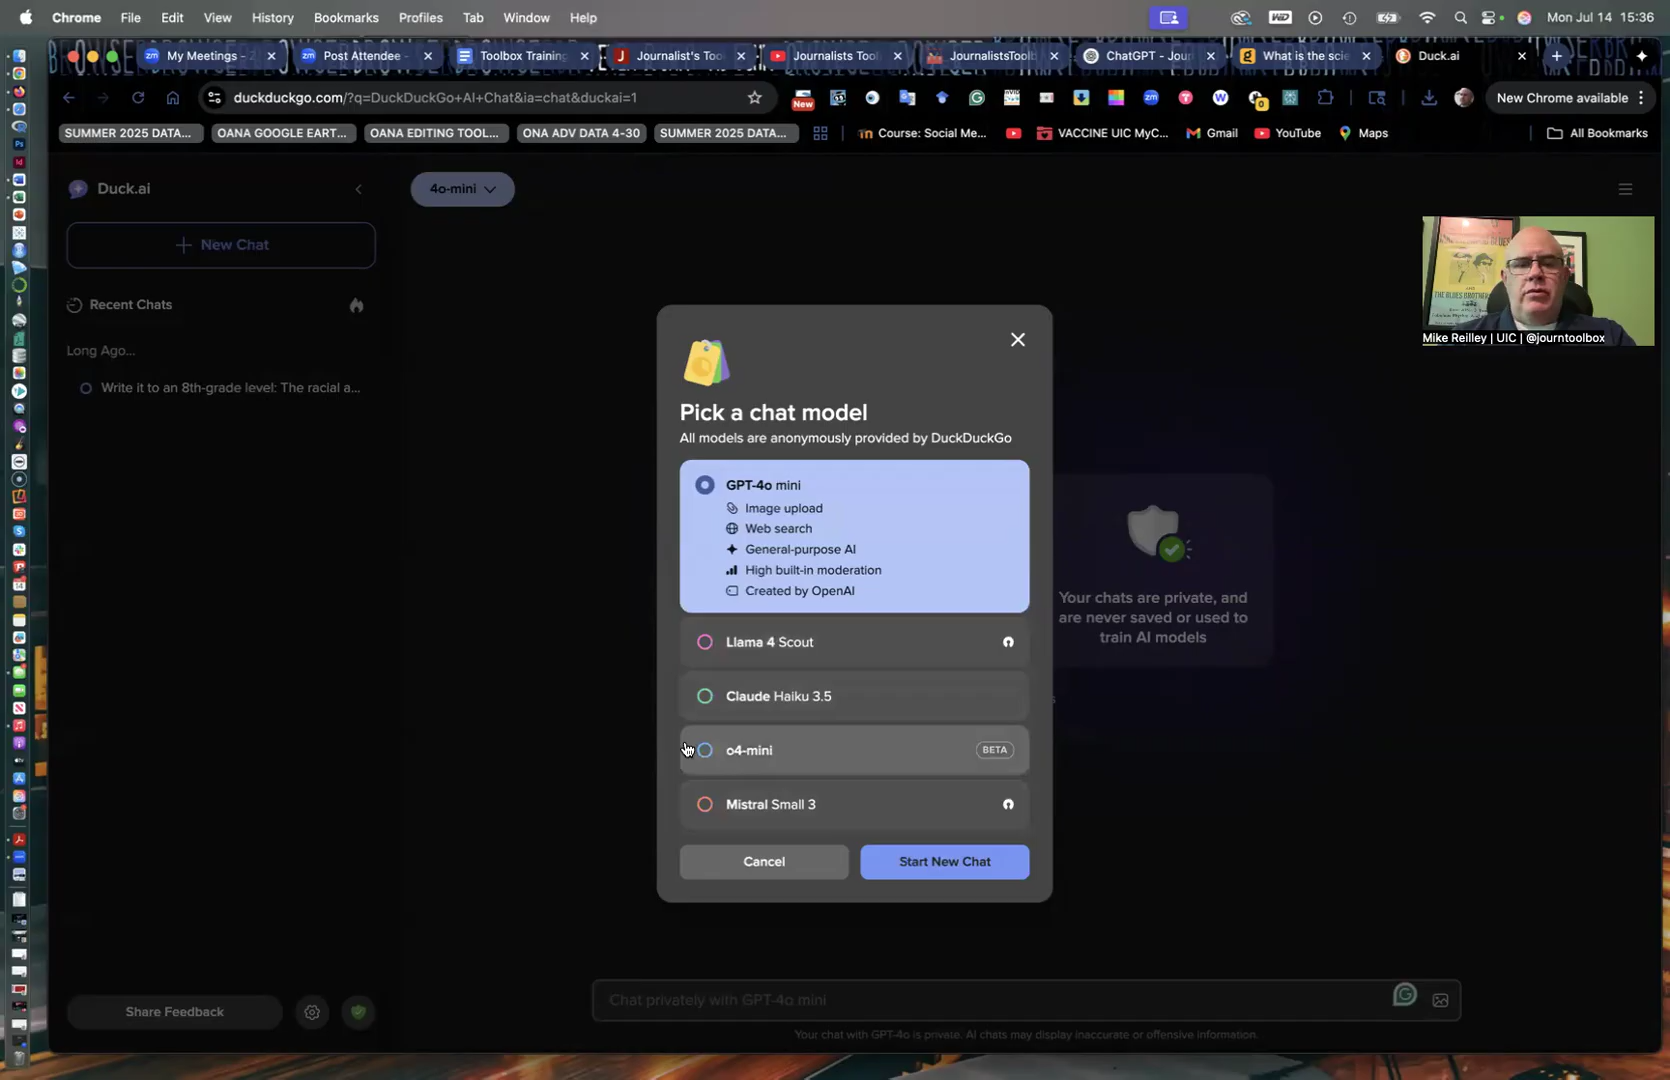 Chrome File Edit View History Bookmarks Profiles Tab Window Help Mon Jul 14 15:36
My Meetings - Z Post Attendee - Toolbox Training Journalist's Too Journalists Tool JournalistsToolb ChatGPT - Jour What is the scie Duck.ai
duckduckgo.com/?q=DuckDuckGo+AI+Chat&ia=chat&duckai=1 New New Chrome available
SUMMER 2025 DATA... OANA GOOGLE EART... OANA EDITING TOOL... ONA ADV DATA 4-30 SUMMER 2025 DATA... Course: Social Me... VACCINE UIC MyC... Gmail YouTube Maps All Bookmarks
Duck.ai
4o-mini
New Chat
Recent Chats
Long Ago...
Write it to an 8th-grade level: The racial a...
Share Feedback
Pick a chat model
All models are anonymously provided by DuckDuckGo
GPT-4o mini
Image upload
Web search
General-purpose AI
High built-in moderation
Created by OpenAI
Llama 4 Scout
Claude Haiku 3.5
o4-mini BETA
Mistral Small 3
Cancel Start New Chat
Your chats are private, and
are never saved or used to
train AI models
Mike Reilley | UIC | @journtoolbox
Chat privately with GPT-4o mini
Your chat with GPT-4o is private. AI chats may display inaccurate or offensive information.